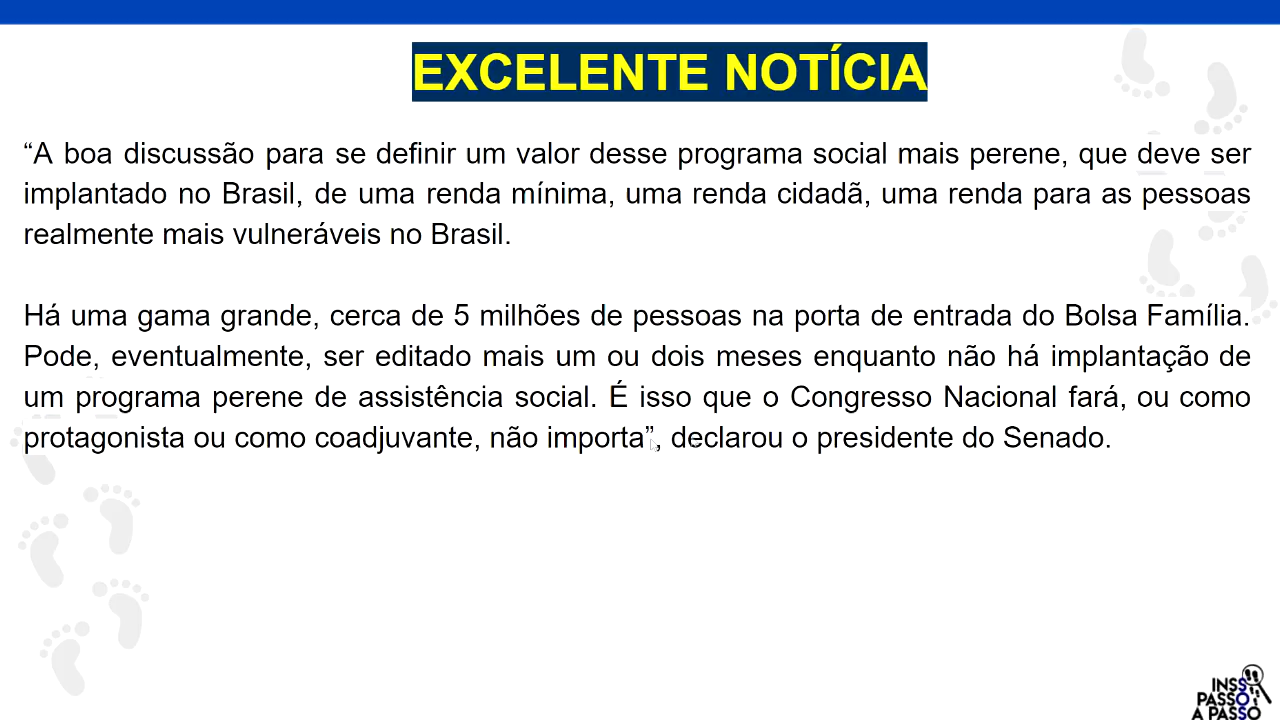 EXCELENTE NOTÍCIA
“A boa discussão para se definir um valor desse programa social mais perene, que deve ser
implantado no Brasil, de uma renda mínima, uma renda cidadã, uma renda para as pessoas
realmente mais vulneráveis no Brasil.
Há uma gama grande, cerca de 5 milhões de pessoas na porta de entrada do Bolsa Família.
Pode, eventualmente, ser editado mais um ou dois meses enquanto não há implantação de
um programa perene de assistência social. É isso que o Congresso Nacional fará, ou como
protagonista ou como coadjuvante, não importa”, declarou o presidente do Senado.
INSS
PASSO
A PASSO